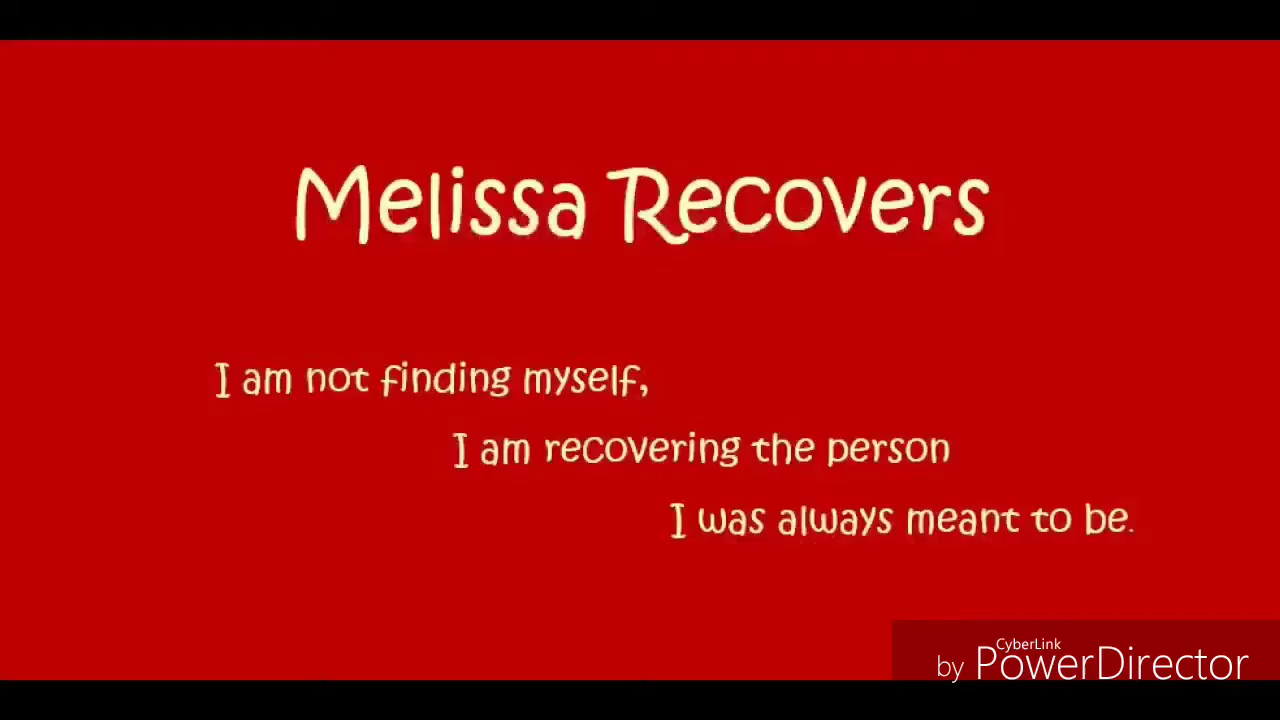 Melissa Recovers
I am not finding myself,
I am recovering the person
I was always meant to be.
CyberLink
by PowerDirector